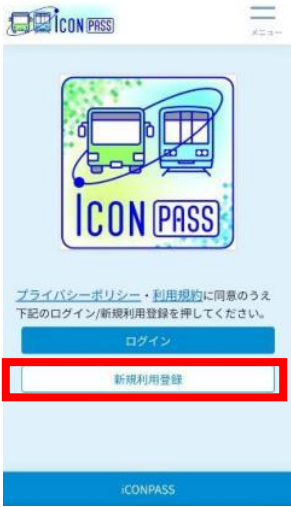 iCON PASS
メニュー
iCON PASS
プライバシーポリシー・利用規約に同意のうえ
下記のログイン/新規利用登録を押してください。
ログイン
新規利用登録
iCONPASS